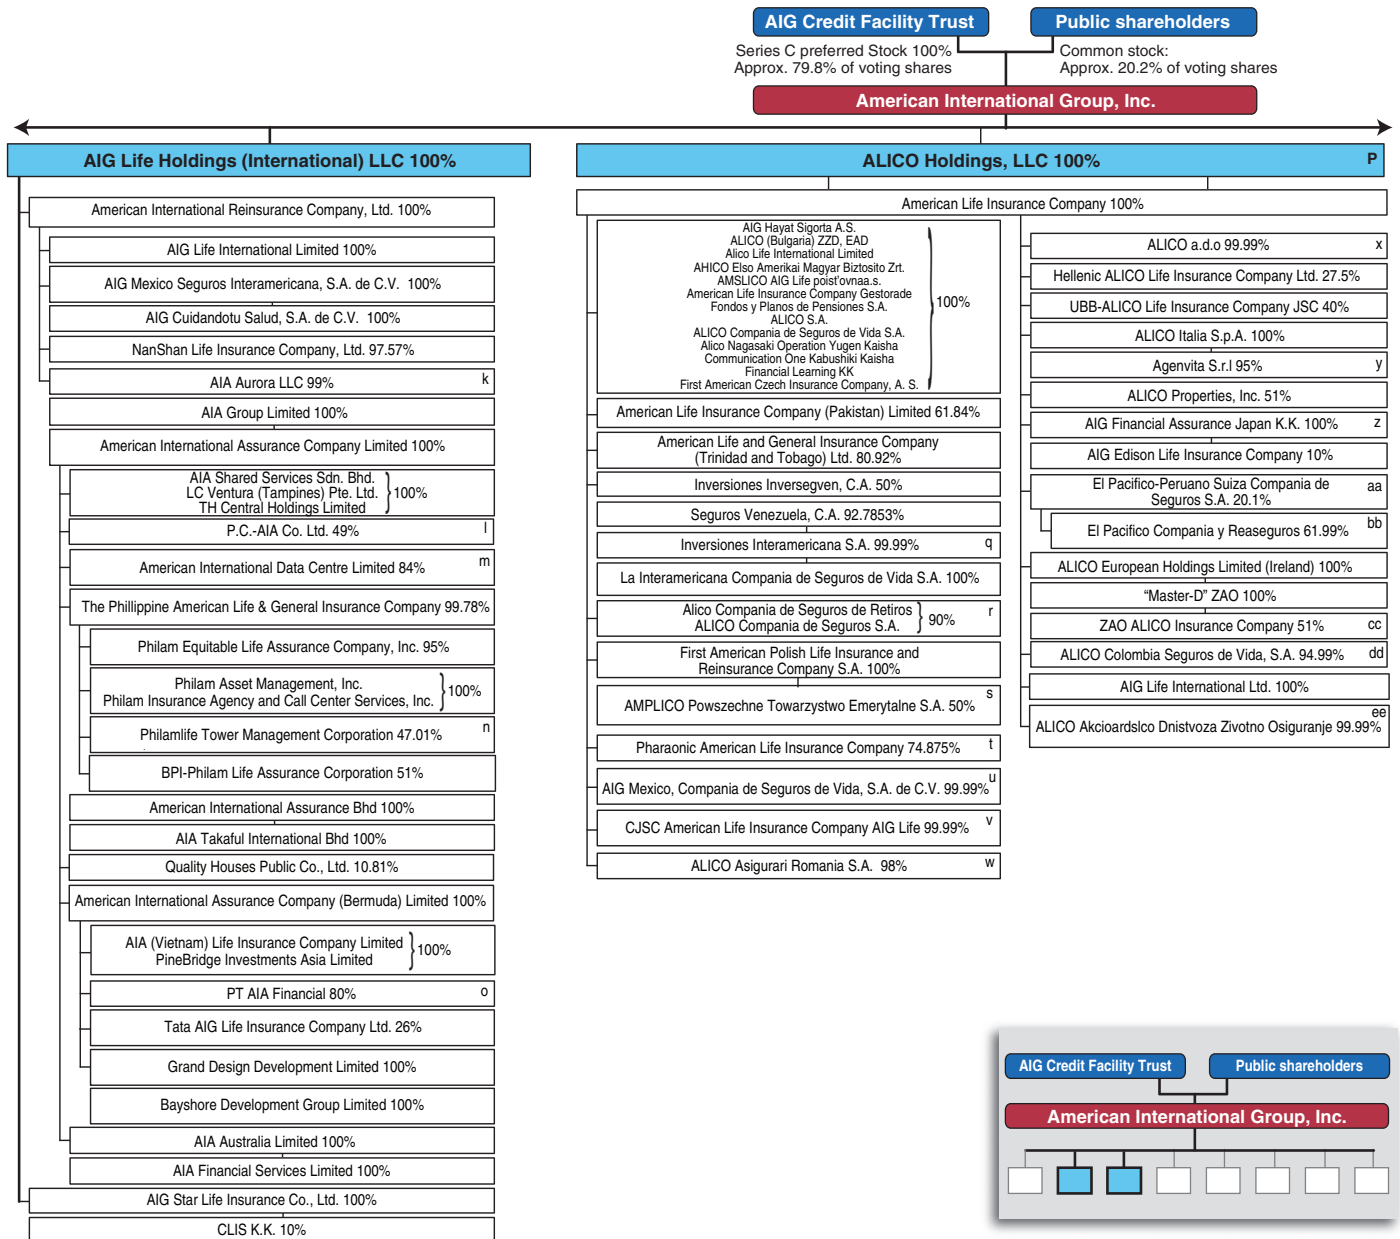 AIG Credit Facility Trust
Public shareholders
Series C preferred Stock 100%
Approx. 79.8% of voting shares
Common stock:
Approx. 20.2% of voting shares
American International Group, Inc.
AIG Life Holdings (International) LLC 100%
American International Reinsurance Company, Ltd. 100%
AIG Life International Limited 100%
AIG Mexico Seguros Interamericana, S.A. de C.V. 100%
AIG Cuidandotu Salud, S.A. de C.V. 100%
NanShan Life Insurance Company, Ltd. 97.57%
AIA Aurora LLC 99% k
AIA Group Limited 100%
American International Assurance Company Limited 100%
AIA Shared Services Sdn. Bhd.
LC Ventura (Tampines) Pte. Ltd.
TH Central Holdings Limited
100%
P.C.-AIA Co. Ltd. 49% l
American International Data Centre Limited 84% m
The Phillippine American Life & General Insurance Company 99.78%
Philam Equitable Life Assurance Company, Inc. 95%
Philam Asset Management, Inc.
Philam Insurance Agency and Call Center Services, Inc.
100%
Philamlife Tower Management Corporation 47.01% n
BPI-Philam Life Assurance Corporation 51%
American International Assurance Bhd 100%
AIA Takaful International Bhd 100%
Quality Houses Public Co., Ltd. 10.81%
American International Assurance Company (Bermuda) Limited 100%
AIA (Vietnam) Life Insurance Company Limited
PineBridge Investments Asia Limited
100%
PT AIA Financial 80% o
Tata AIG Life Insurance Company Ltd. 26%
Grand Design Development Limited 100%
Bayshore Development Group Limited 100%
AIA Australia Limited 100%
AIA Financial Services Limited 100%
AIG Star Life Insurance Co., Ltd. 100%
CLIS K.K. 10%
ALICO Holdings, LLC 100% P
American Life Insurance Company 100%
AIG Hayat Sigorta A.S.
ALICO (Bulgaria) ZZD, EAD
Alico Life International Limited
AHICO Elso Amerikai Magyar Biztosito Zrt.
AMSLICO AIG Life poist'ovnaa.s.
American Life Insurance Company Gestorade
Fondos y Planos de Pensiones S.A.
ALICO S.A.
ALICO Compania de Seguros de Vida S.A.
Alico Nagasaki Operation Yugen Kaisha
Communication One Kabushiki Kaisha
Financial Learning KK
First American Czech Insurance Company, A. S.
100%
American Life Insurance Company (Pakistan) Limited 61.84%
American Life and General Insurance Company
(Trinidad and Tobago) Ltd. 80.92%
Inversiones Inversegven, C.A. 50%
Seguros Venezuela, C.A. 92.7853%
Inversiones Interamericana S.A. 99.99% q
La Interamericana Compania de Seguros de Vida S.A. 100%
Alico Compania de Seguros de Retiros
ALICO Compania de Seguros S.A.
90% r
First American Polish Life Insurance and
Reinsurance Company S.A. 100%
AMPLICO Powszechne Towarzystwo Emerytalne S.A. 50% s
Pharaonic American Life Insurance Company 74.875% t
AIG Mexico, Compania de Seguros de Vida, S.A. de C.V. 99.99% u
CJSC American Life Insurance Company AIG Life 99.99% v
ALICO Asigurari Romania S.A. 98% w
ALICO a.d.o 99.99% x
Hellenic ALICO Life Insurance Company Ltd. 27.5%
UBB-ALICO Life Insurance Company JSC 40%
ALICO Italia S.p.A. 100%
Agenvita S.r.l 95% y
ALICO Properties, Inc. 51%
AIG Financial Assurance Japan K.K. 100% z
AIG Edison Life Insurance Company 10%
El Pacifico-Peruano Suiza Compania de aa
Seguros S.A. 20.1%
El Pacifico Compania y Reaseguros 61.99% bb
ALICO European Holdings Limited (Ireland) 100%
“Master-D” ZAO 100%
ZAO ALICO Insurance Company 51% cc
ALICO Colombia Seguros de Vida, S.A. 94.99% dd
AIG Life International Ltd. 100%
ALICO Akcioardslco Dnistvoza Zivotno Osiguranje 99.99% ee
AIG Credit Facility Trust
Public shareholders
American International Group, Inc.